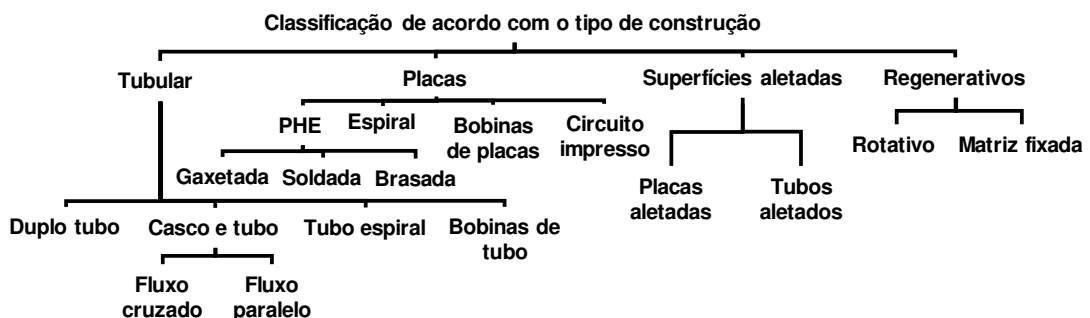 Classificação de acordo com o tipo de construção
Tubular
Placas
Superfícies aletadas
Regenerativos
PHE
Espiral
Bobinas
de placas
Circuito
impresso
Rotativo
Matriz fixada
Gaxetada
Soldada
Brasada
Placas
aletadas
Tubos
aletados
Duplo tubo
Casco e tubo
Tubo espiral
Bobinas de
tubo
Fluxo
cruzado
Fluxo
paralelo